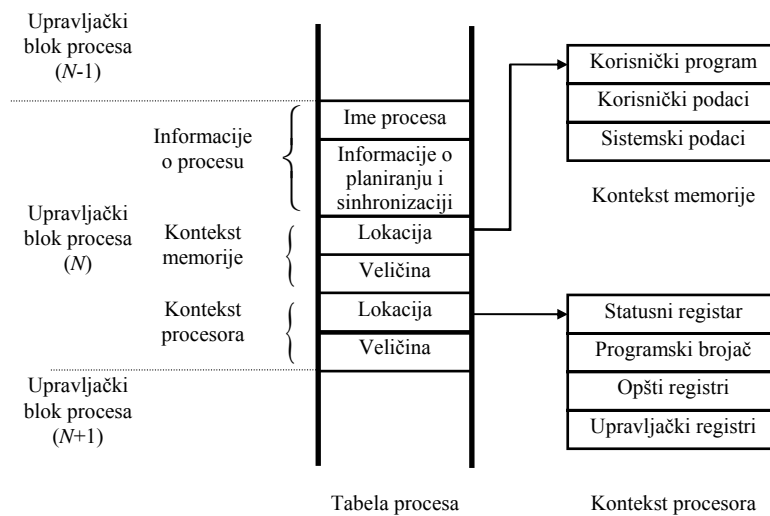 Upravljački
blok procesa
(N-1)
Informacije
o procesu
Upravljački
blok procesa
(N)
Kontekst
memorije
Kontekst
procesora
Upravljački
blok procesa
(N+1)
Ime procesa
Informacije o
planiranju i
sinhronizaciji
Lokacija
Veličina
Lokacija
Veličina
Tabela procesa
Korisnički program
Korisnički podaci
Sistemski podaci
Kontekst memorije
Statusni registar
Programski brojač
Opšti registri
Upravljački registri
Kontekst procesora